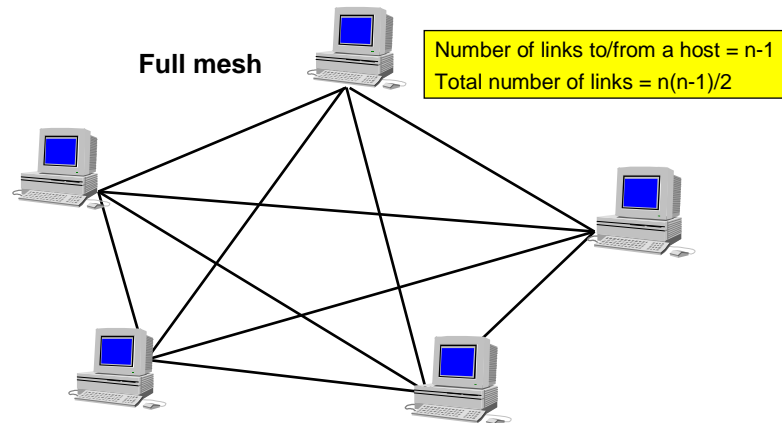 Full mesh
Number of links to/from a host = n-1
Total number of links = n(n-1)/2